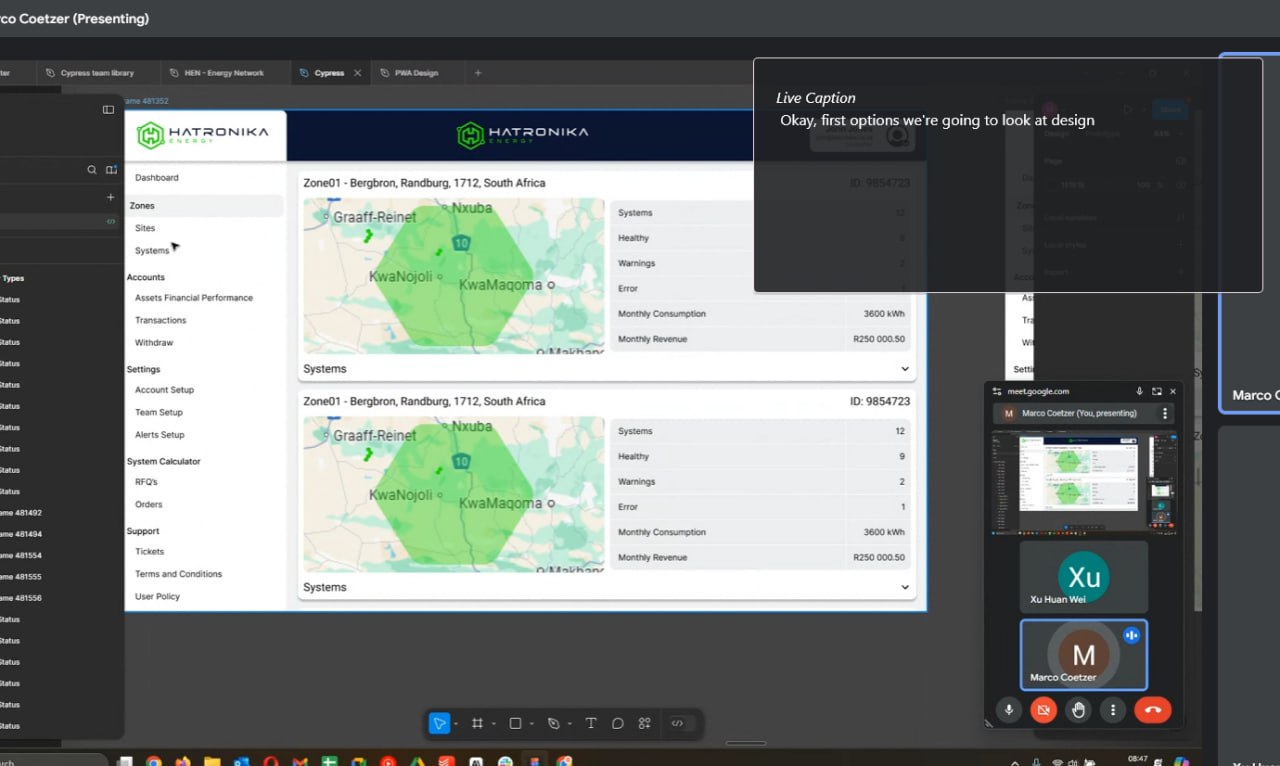 rco Coetzer (Presenting)
Cypress team library
HEN - Energy Network
Cypress
PWA Design
Live Caption
Okay, first options we're going to look at design
ame 481352
HATRONIKA
ENERGY
HATRONIKA
ENERGY
Dashboard
Zones
Sites
Systems
Accounts
Assets Financial Performance
Transactions
Withdraw
Settings
Account Setup
Team Setup
Alerts Setup
System Calculator
RFQ's
Orders
Support
Tickets
Terms and Conditions
User Policy
Types
Status
Status
Status
Status
Status
Status
Status
Status
Status
Status
ame 481492
ame 481494
ame 481554
ame 481555
ame 481556
Status
Status
Status
Status
Status
Status
Zone01 - Bergbron, Randburg, 1712, South Africa
ID: 9854723
Graaff-Reinet
Nxuba
10
KwaNojoli
KwaMaqoma
Makhan
Systems 12
Healthy
Warnings 2
Error
Monthly Consumption 3600 kWh
Monthly Revenue R250 000.50
Systems
Zone01 - Bergbron, Randburg, 1712, South Africa
ID: 9854723
Graaff-Reinet
Nxuba
10
KwaNojoli
KwaMaqoma
Makhan
Systems 12
Healthy 9
Warnings 2
Error 1
Monthly Consumption 3600 kWh
Monthly Revenue R250 000.50
Systems
meet.google.com
M Marco Coetzer (You, presenting)
Xu
Xu Huan Wei
M
Marco Coetzer
Marco C
08:47